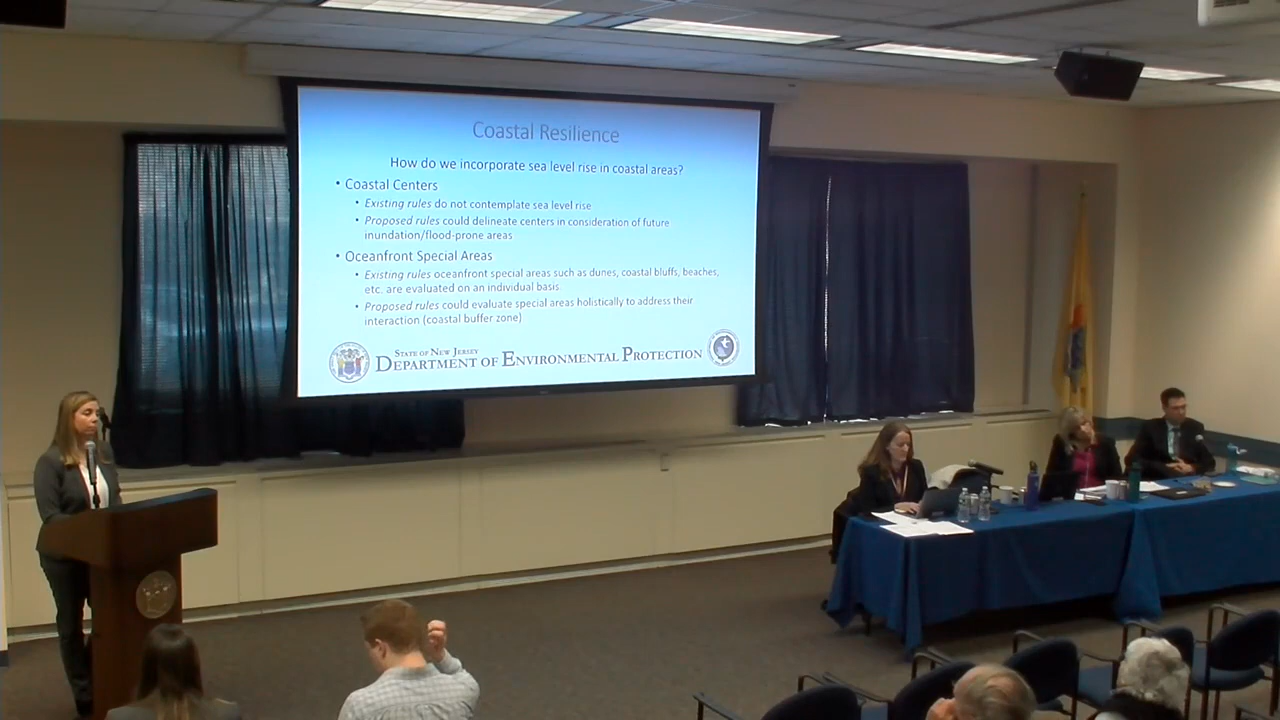 Coastal Resilience
How do we incorporate sea level rise in coastal areas?
• Coastal Centers
• Existing rules do not contemplate sea level rise
• Proposed rules could delineate centers in consideration of future
inundation/flood-prone areas
• Oceanfront Special Areas
• Existing rules oceanfront special areas such as dunes, coastal bluffs, beaches,
etc. are evaluated on an individual basis
• Proposed rules could evaluate special areas holistically to address their
interaction (coastal buffer zone)
STATE OF NEW JERSEY
DEPARTMENT OF ENVIRONMENTAL PROTECTION